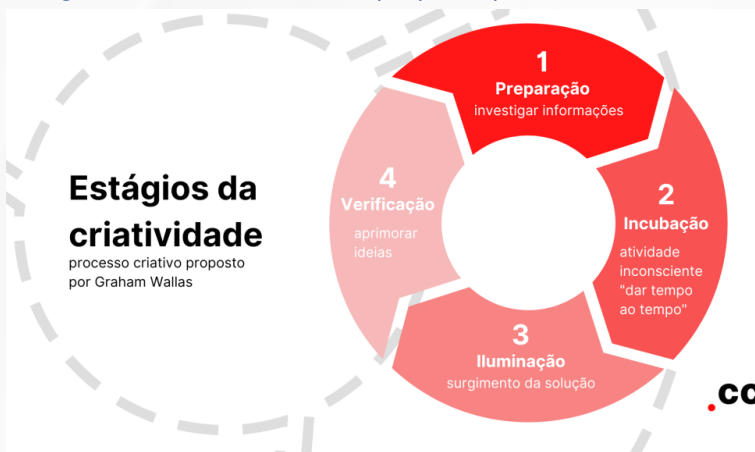 Estágios da
criatividade
processo criativo proposto
por Graham Wallas
1
Preparação
investigar informações
2
Incubação
atividade
inconsciente
"dar tempo
ao tempo"
3
Iluminação
surgimento da solução
4
Verificação
aprimorar
ideias